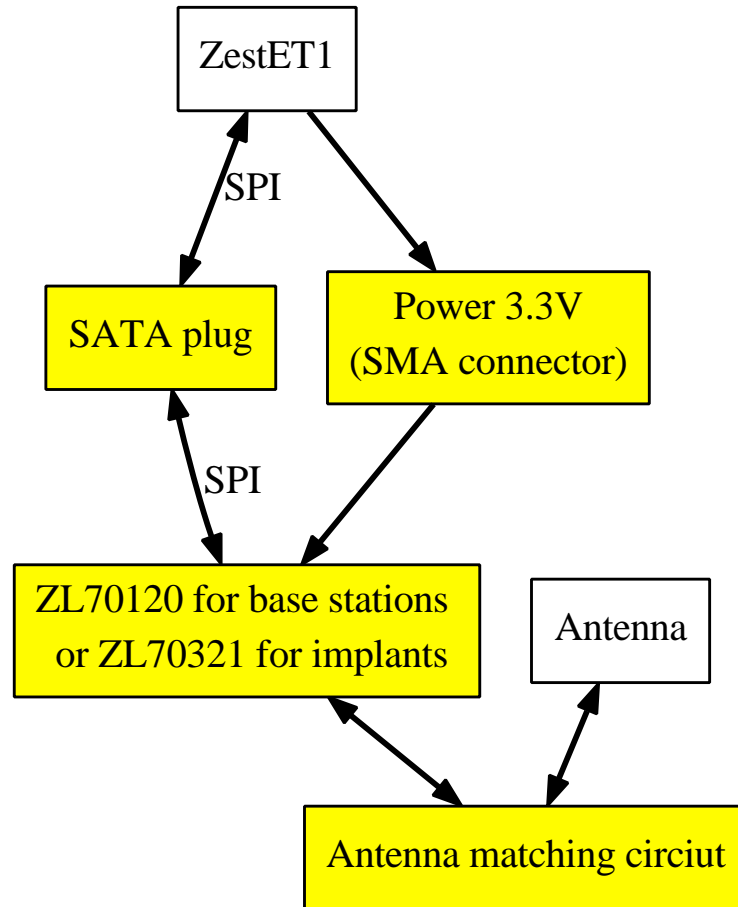 ZestET1
SPI
SATA plug
Power 3.3V
(SMA connector)
SPI
ZL70120 for base stations
or ZL70321 for implants
Antenna
Antenna matching circiut